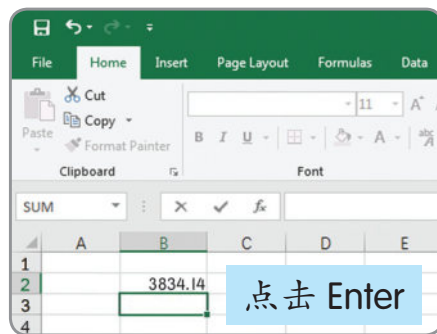 File Home Insert Page Layout Formulas Data
Cut
Copy
Paste
Format Painter
Clipboard
11
A
B I U
A
Font
SUM
fx
A B C D E
1
2 3834.14
3
4
点击 Enter